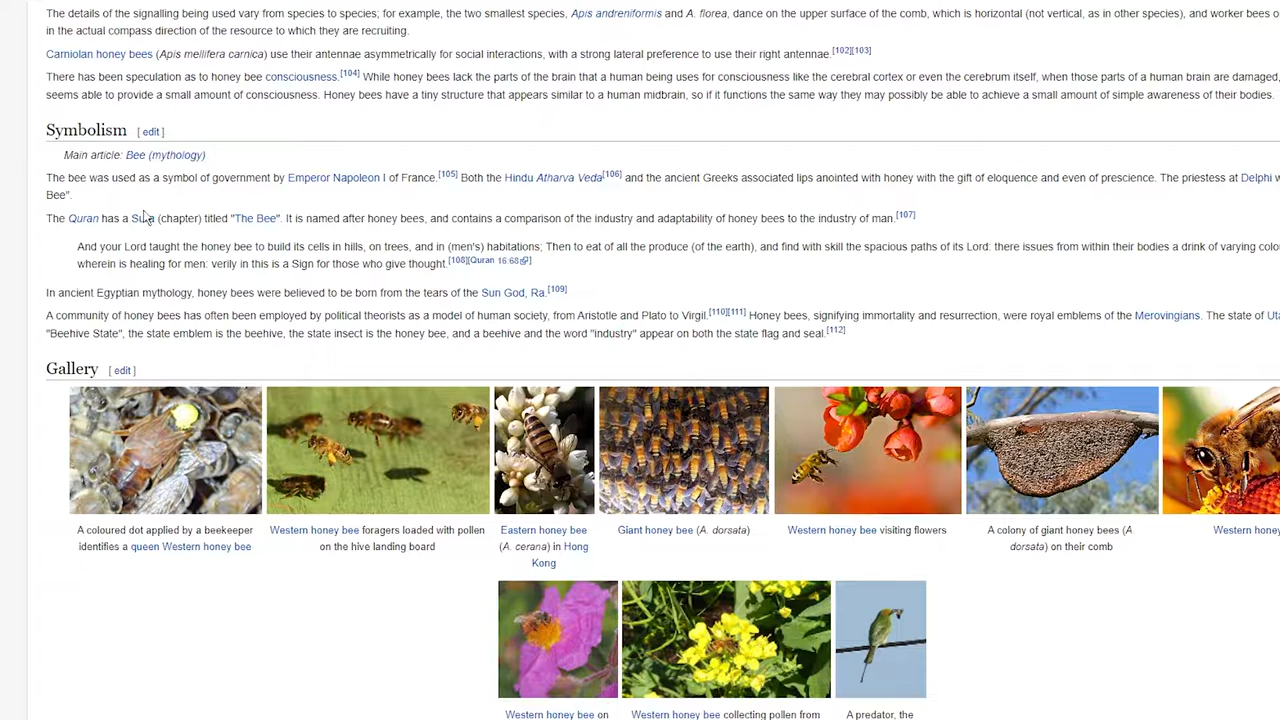 The details of the signalling being used vary from species to species; for example, the two smallest species, Apis andreniformis and A. florea, dance on the upper surface of the comb, which is horizontal (not vertical, as in other species), and worker bees o
in the actual compass direction of the resource to which they are recruiting.
Carniolan honey bees (Apis mellifera carnica) use their antennae asymmetrically for social interactions, with a strong lateral preference to use their right antennae.[102][103]
There has been speculation as to honey bee consciousness.[104] While honey bees lack the parts of the brain that a human being uses for consciousness like the cerebral cortex or even the cerebrum itself, when those parts of a human brain are damaged,
seems able to provide a small amount of consciousness. Honey bees have a tiny structure that appears similar to a human midbrain, so if it functions the same way they may possibly be able to achieve a small amount of simple awareness of their bodies.
Symbolism [ edit ]
Main article: Bee (mythology)
The bee was used as a symbol of government by Emperor Napoleon I of France.[105] Both the Hindu Atharva Veda[106] and the ancient Greeks associated lips anointed with honey with the gift of eloquence and even of prescience. The priestess at Delphi w
Bee".
The Quran has a Sura (chapter) titled "The Bee". It is named after honey bees, and contains a comparison of the industry and adaptability of honey bees to the industry of man.[107]
And your Lord taught the honey bee to build its cells in hills, on trees, and in (men's) habitations; Then to eat of all the produce (of the earth), and find with skill the spacious paths of its Lord: there issues from within their bodies a drink of varying colo
wherein is healing for men: verily in this is a Sign for those who give thought.[108][Quran 16:68]
In ancient Egyptian mythology, honey bees were believed to be born from the tears of the Sun God, Ra.[109]
A community of honey bees has often been employed by political theorists as a model of human society, from Aristotle and Plato to Virgil.[110][111] Honey bees, signifying immortality and resurrection, were royal emblems of the Merovingians. The state of Uta
"Beehive State", the state emblem is the beehive, the state insect is the honey bee, and a beehive and the word "industry" appear on both the state flag and seal.[112]
Gallery [ edit ]
A coloured dot applied by a beekeeper
identifies a queen Western honey bee
Western honey bee foragers loaded with pollen
on the hive landing board
Eastern honey bee
(A. cerana) in Hong
Kong
Giant honey bee (A. dorsata)
Western honey bee visiting flowers
A colony of giant honey bees (A.
dorsata) on their comb
Western honey
Western honey bee on
Western honey bee collecting pollen from
A predator, the